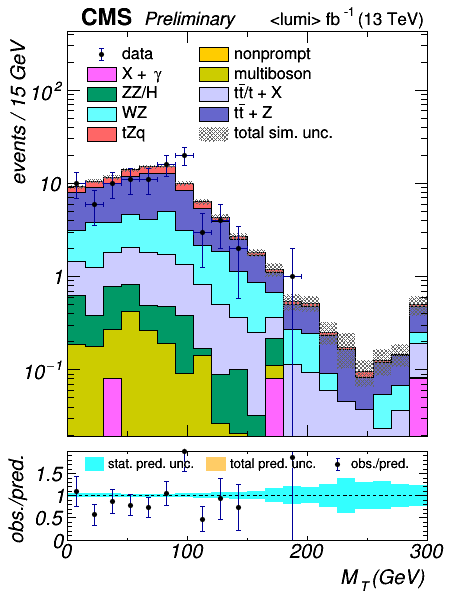 CMS Preliminary <lumi> fb⁻¹ (13 TeV)
events / 15 GeV
data
nonprompt
X + γ
multiboson
ZZ/H
tt̄/t + X
WZ
tt̄ + Z
tZq
total sim. unc.
10²
10
1
10⁻¹
obs./pred.
stat. pred. unc. total pred. unc. obs./pred.
1.5
1
0.5
0
0 100 200 300
M_T (GeV)